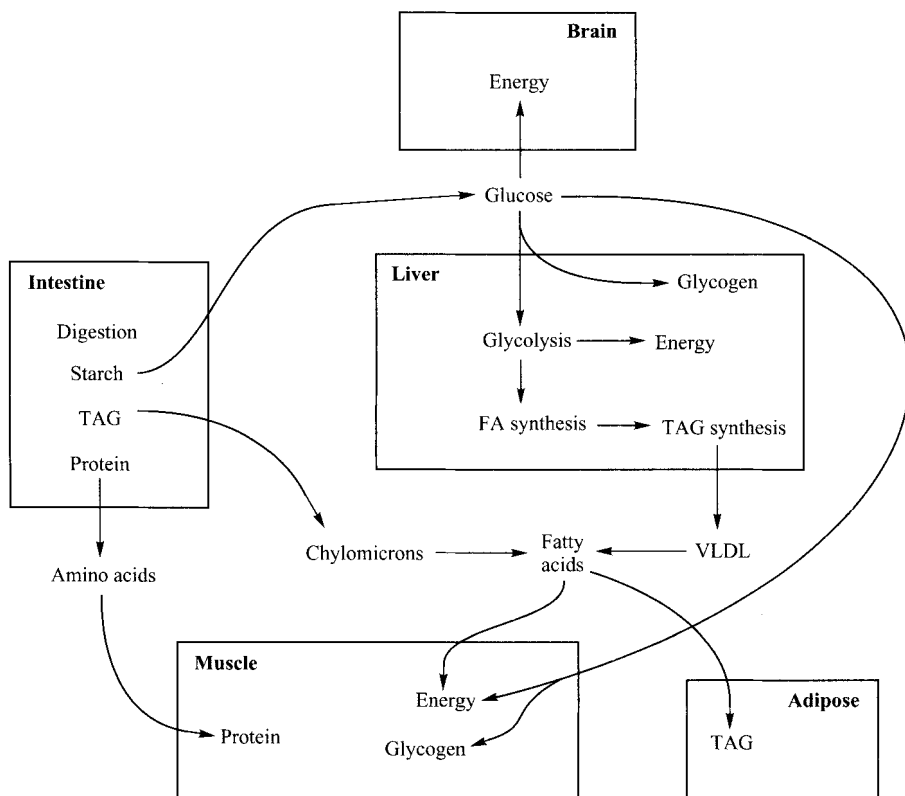 Brain
Energy
Glucose
Intestine
Digestion
Starch
TAG
Protein
Liver
Glycogen
Glycolysis
Energy
FA synthesis
TAG synthesis
Amino acids
Chylomicrons
Fatty
acids
VLDL
Muscle
Energy
Protein
Glycogen
Adipose
TAG